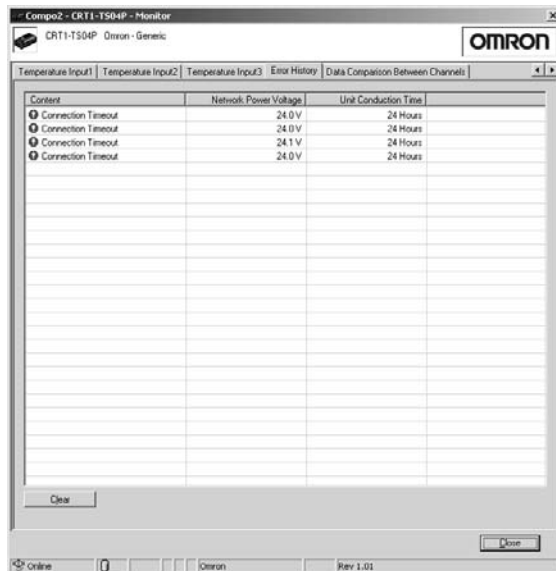 Compo2 - CRT1-TS04P - Monitor
CRT1-TS04P Omron - Generic
OMRON
Temperature Input1 Temperature Input2 Temperature Input3 Error History Data Comparison Between Channels
Content Network Power Voltage Unit Conduction Time
Connection Timeout 24.0 V 24 Hours
Connection Timeout 24.0 V 24 Hours
Connection Timeout 24.1 V 24 Hours
Connection Timeout 24.0 V 24 Hours
Clear
Close
Online Omron Rev 1.01